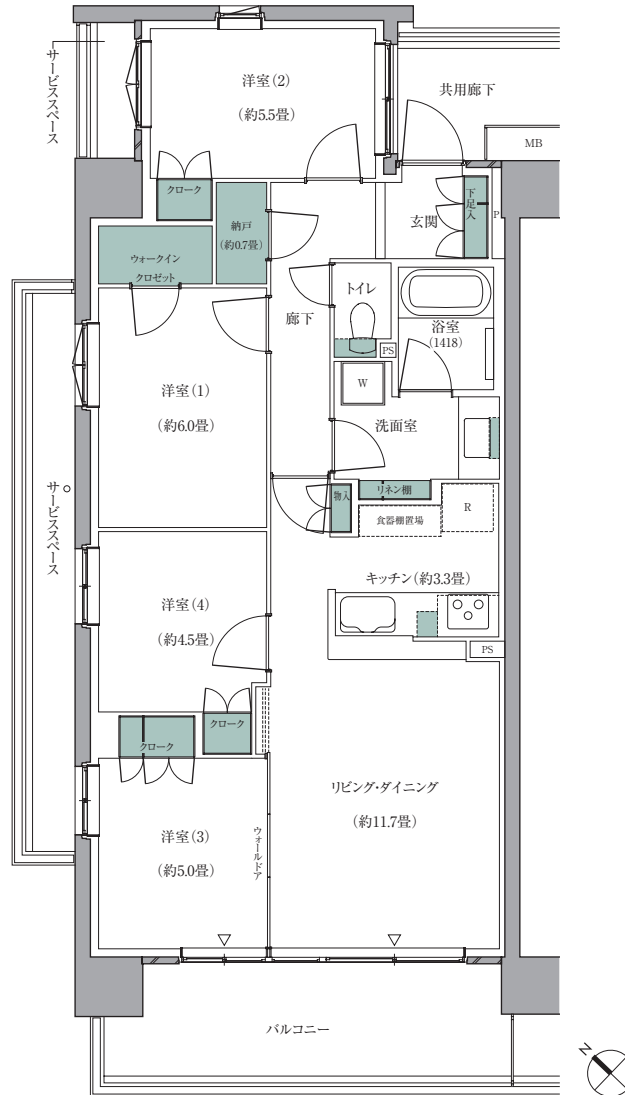 サービススペース
洋室(2)
(約5.5畳)
共用廊下
MB
クローク
納戸
(約0.7畳)
下足入
玄関
P
ウォークイン
クロゼット
トイレ
廊下
浴室
(1418)
PS
洋室(1)
(約6.0畳)
W
洗面室
サービススペース
物入
リネン棚
食器棚置場
R
キッチン(約3.3畳)
洋室(4)
(約4.5畳)
PS
クローク
クローク
リビング・ダイニング
(約11.7畳)
洋室(3)
(約5.0畳)
ウォールドア
バルコニー
N